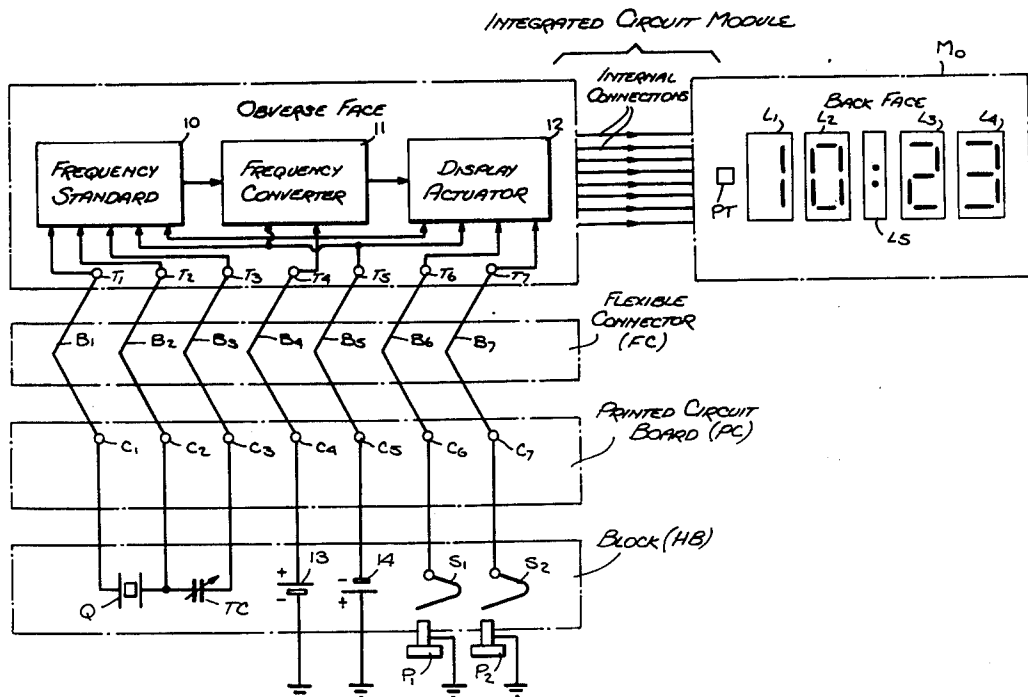 INTEGRATED CIRCUIT MODULE
M₀
INTERNAL
CONNECTIONS
OBVERSE FACE
BACK FACE
10
11
12
L₁
L₂
L₃
L₄
FREQUENCY
STANDARD
FREQUENCY
CONVERTER
DISPLAY
ACTUATOR
PT
10:23
L5
T₁
T₂
T₃
T₄
T₅
T₆
T₇
FLEXIBLE
CONNECTOR
(FC)
B₁
B₂
B₃
B₄
B₅
B₆
B₇
PRINTED CIRCUIT
BOARD (PC)
C₁
C₂
C₃
C₄
C₅
C₆
C₇
BLOCK (HB)
13
14
S₁
S₂
+
-
-
+
Q
TC
P₁
P₂